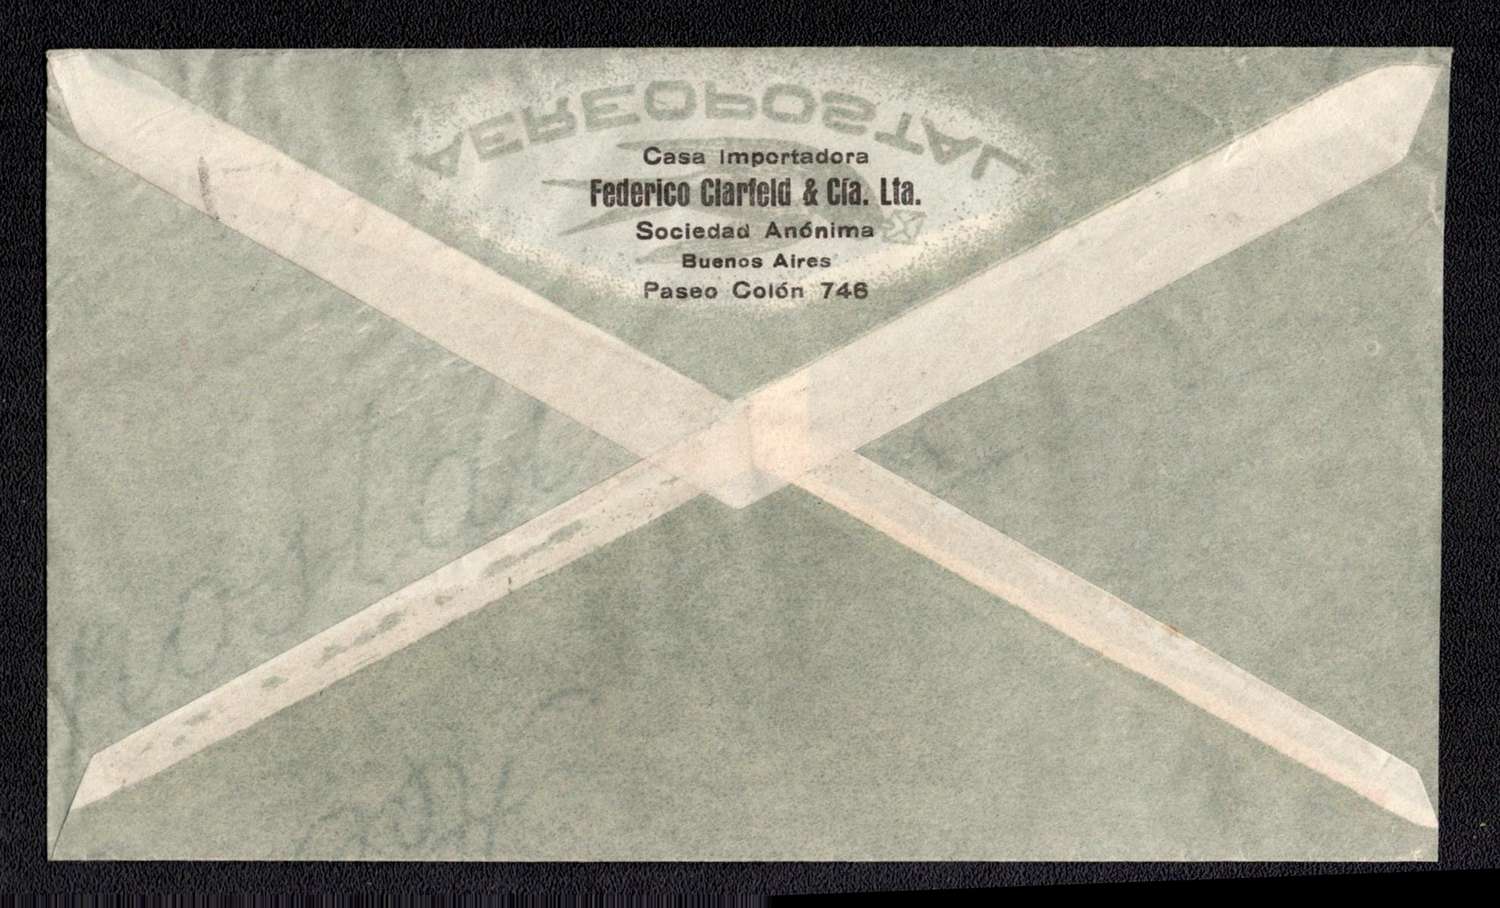 AEREOPOSTAL
Casa Importadora
Federico Clarfeld & Cía. Lta.
Sociedad Anónima
Buenos Aires
Paseo Colón 746